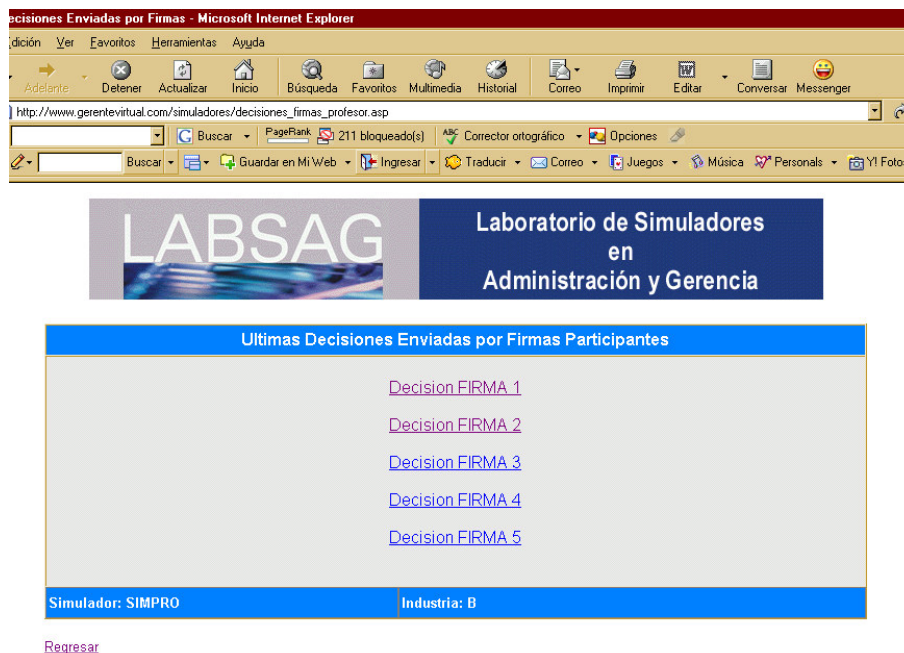 ecisiones Enviadas por Firmas - Microsoft Internet Explorer
dición Ver Favoritos Herramientas Ayuda
Adelante Detener Actualizar Inicio Búsqueda Favoritos Multimedia Historial Correo Imprimir Editar Conversar Messenger
http://www.gerentevirtual.com/simuladores/decisiones_firmas_profesor.asp
G Buscar PageRank 211 bloqueado(s) ABC Corrector ortográfico Opciones
Buscar Guardar en Mi Web Ingresar Traducir Correo Juegos Música Personals Y! Foto
LABSAG
Laboratorio de Simuladores
en
Administración y Gerencia
Ultimas Decisiones Enviadas por Firmas Participantes
Decision FIRMA 1
Decision FIRMA 2
Decision FIRMA 3
Decision FIRMA 4
Decision FIRMA 5
Simulador: SIMPRO Industria: B
Regresar